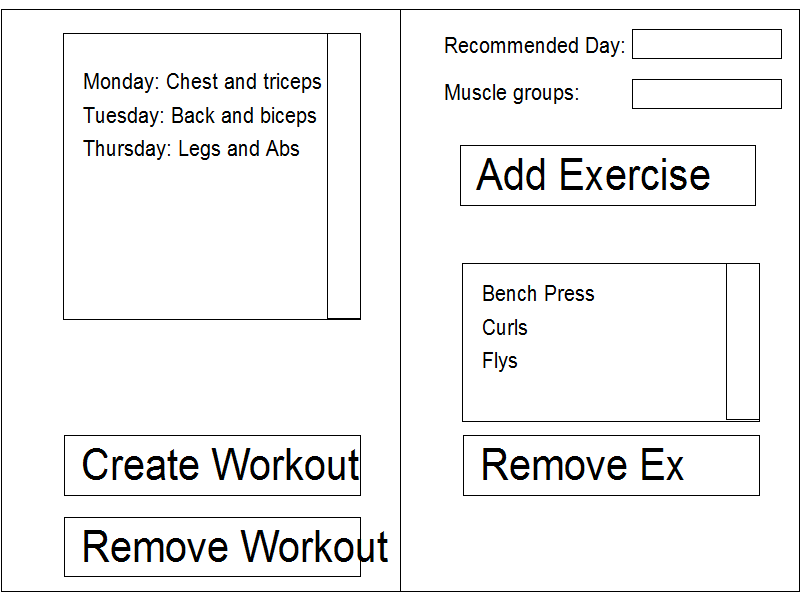 Monday: Chest and triceps
Tuesday: Back and biceps
Thursday: Legs and Abs
Create Workout
Remove Workout
Recommended Day:
Muscle groups:
Add Exercise
Bench Press
Curls
Flys
Remove Ex